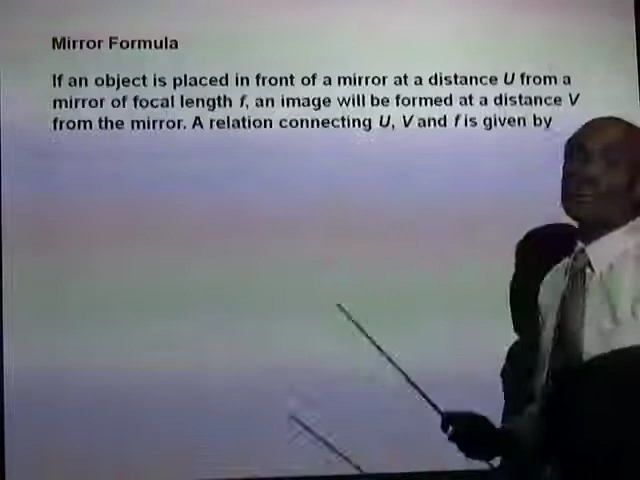 Mirror Formula
If an object is placed in front of a mirror at a distance U from a
mirror of focal length f, an image will be formed at a distance V
from the mirror. A relation connecting U, V and f is given by